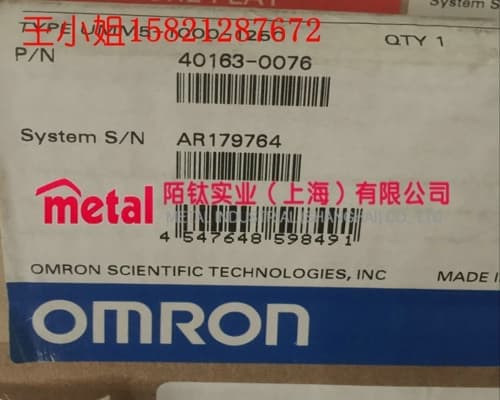 System S
王小姐15821287672
QTY 1
P/N 40163-0076
System S/N AR179764
metal 陌钛实业（上海）有限公司
4 547648 598491
OMRON SCIENTIFIC TECHNOLOGIES, INC MADE IN
OMRON